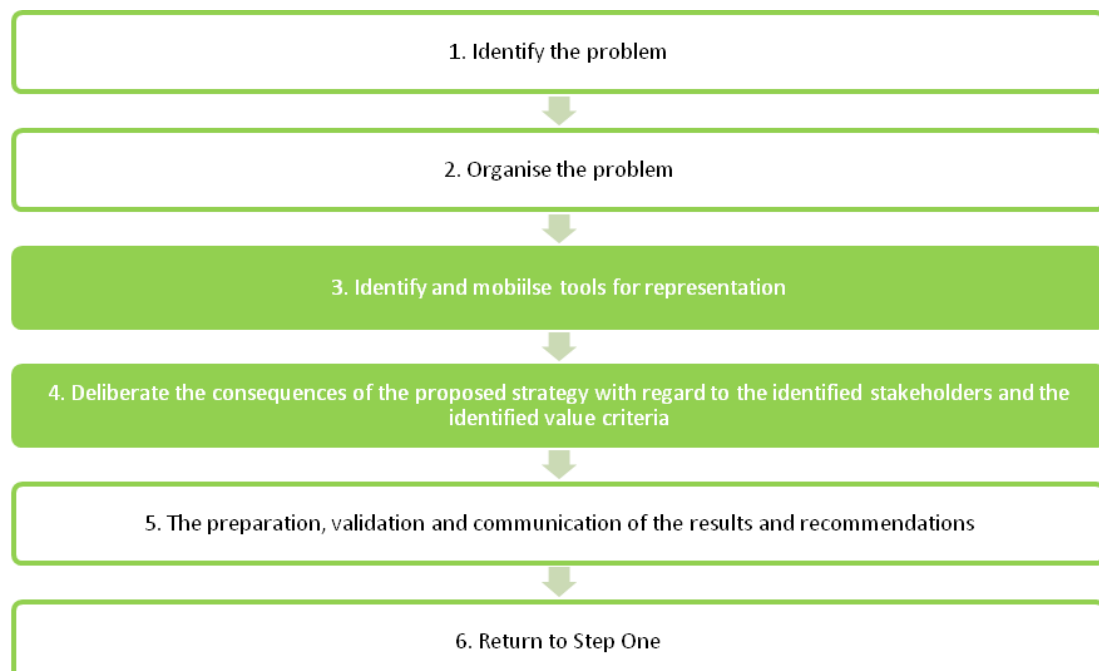 1. Identify the problem
2. Organise the problem
3. Identify and mobiilse tools for representation
4. Deliberate the consequences of the proposed strategy with regard to the identified stakeholders and the
identified value criteria
5. The preparation, validation and communication of the results and recommendations
6. Return to Step One